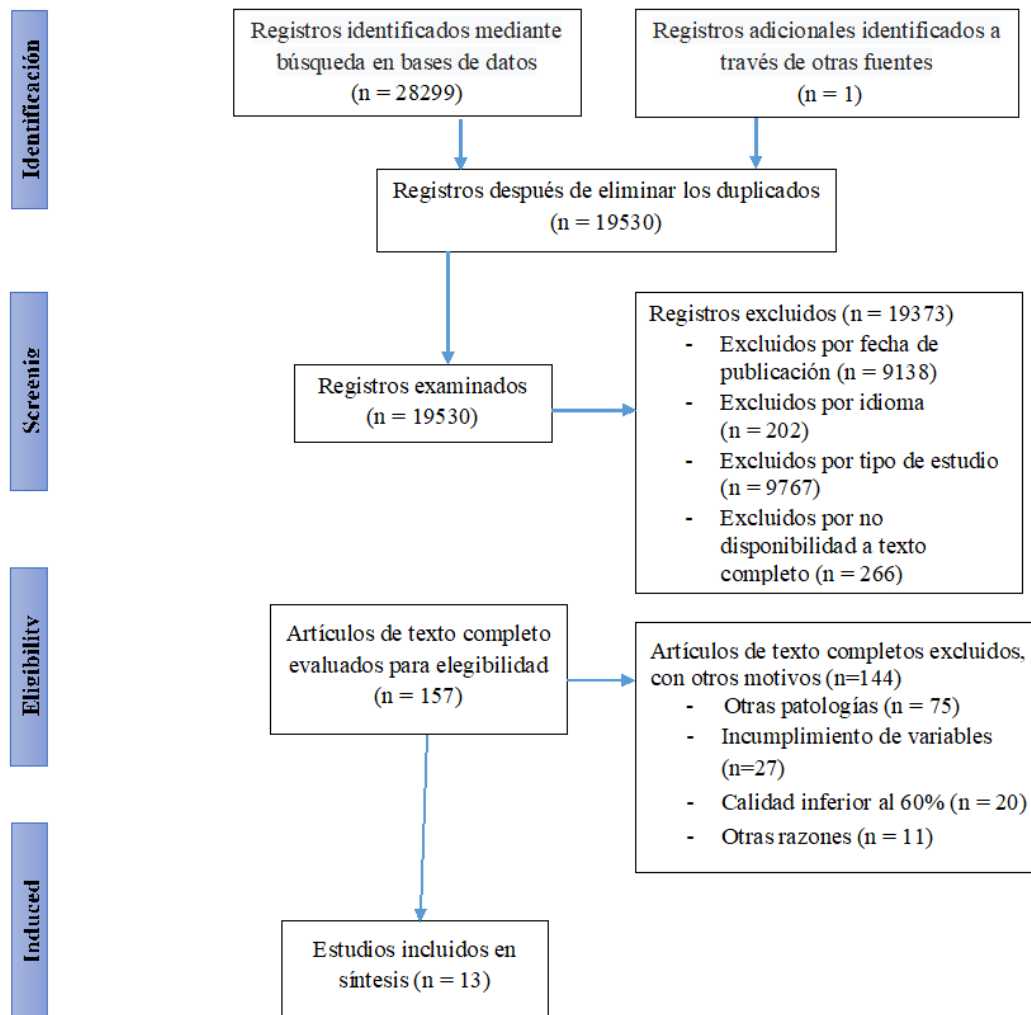 Identificación
Registros identificados mediante
búsqueda en bases de datos
(n = 28299)
Registros adicionales identificados a
través de otras fuentes
(n = 1)
Registros después de eliminar los duplicados
(n = 19530)
Screenig
Registros examinados
(n = 19530)
Registros excluidos (n = 19373)
- Excluidos por fecha de
publicación (n = 9138)
- Excluidos por idioma
(n = 202)
- Excluidos por tipo de estudio
(n = 9767)
- Excluidos por no
disponibilidad a texto
completo (n = 266)
Eligibility
Artículos de texto completo
evaluados para elegibilidad
(n = 157)
Artículos de texto completos excluidos,
con otros motivos (n=144)
- Otras patologías (n = 75)
- Incumplimiento de variables
(n=27)
- Calidad inferior al 60% (n = 20)
- Otras razones (n = 11)
Induced
Estudios incluidos en
síntesis (n = 13)